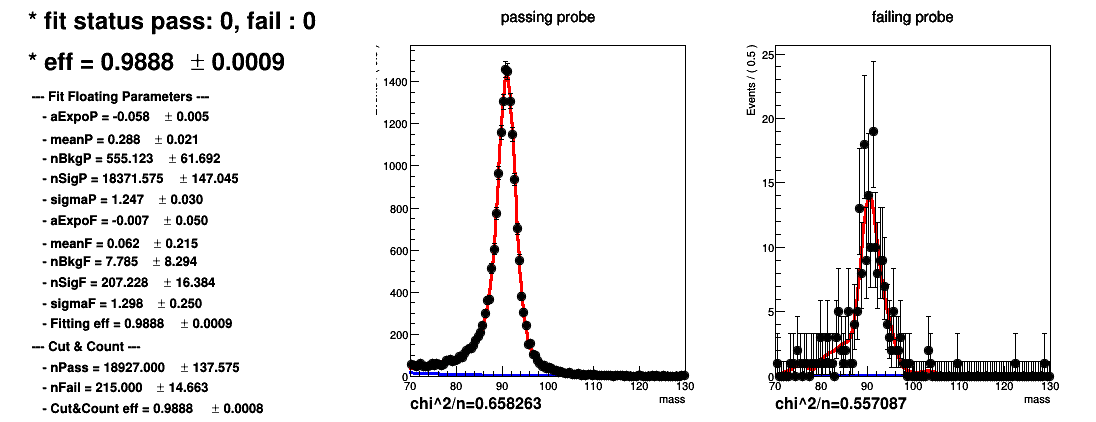 * fit status pass: 0, fail : 0
* eff = 0.9888 ± 0.0009
--- Fit Floating Parameters ---
- aExpoP = -0.058 ± 0.005
- meanP = 0.288 ± 0.021
- nBkgP = 555.123 ± 61.692
- nSigP = 18371.575 ± 147.045
- sigmaP = 1.247 ± 0.030
- aExpoF = -0.007 ± 0.050
- meanF = 0.062 ± 0.215
- nBkgF = 7.785 ± 8.294
- nSigF = 207.228 ± 16.384
- sigmaF = 1.298 ± 0.250
- Fitting eff = 0.9888 ± 0.0009
--- Cut & Count ---
- nPass = 18927.000 ± 137.575
- nFail = 215.000 ± 14.663
- Cut&Count eff = 0.9888 ± 0.0008
passing probe
1400
1200
1000
800
600
400
200
0
70 80 90 100 110 120 130
mass
chi^2/n=0.658263
failing probe
Events / ( 0.5 )
25
20
15
10
5
0
70 80 90 100 110 120 130
mass
chi^2/n=0.557087